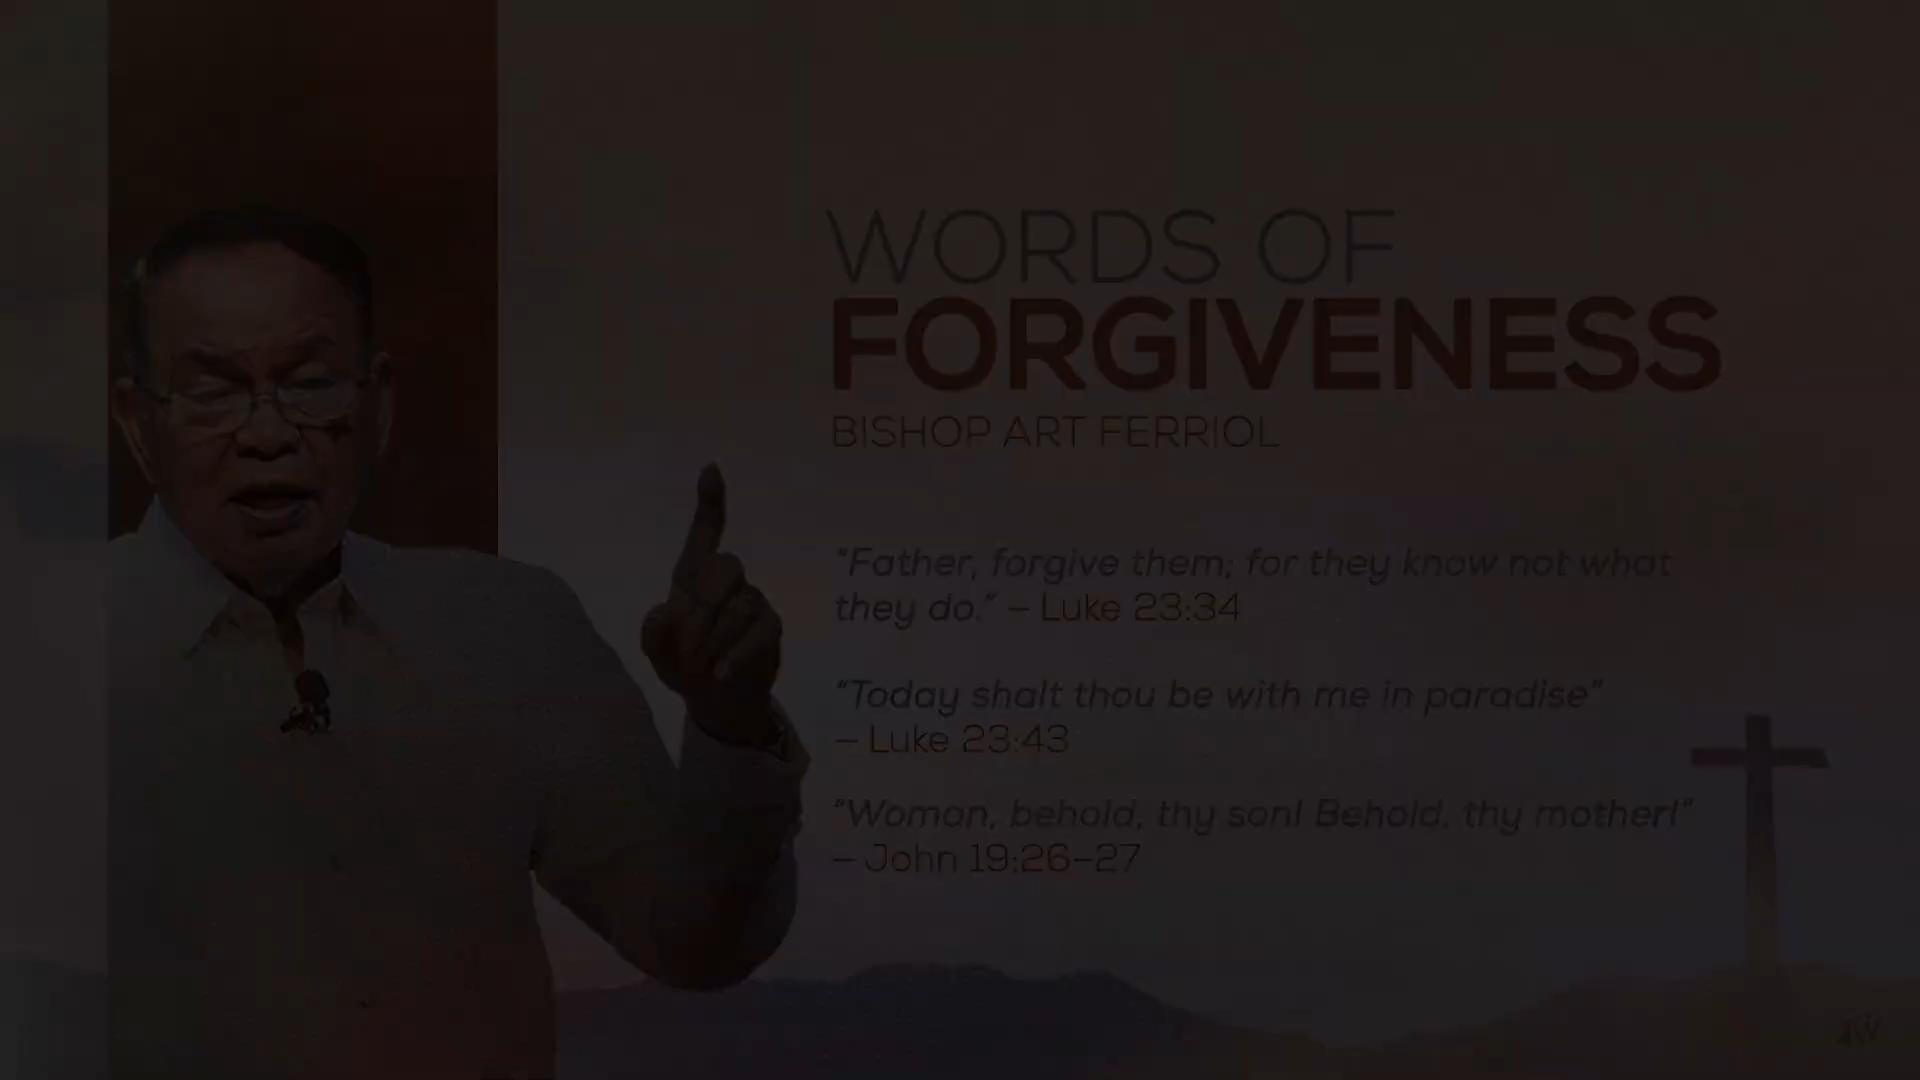 WORDS OF
FORGIVENESS
BISHOP ART FERRIOL
"Father, forgive them; for they know not what
they do." – Luke 23:34
"Today shalt thou be with me in paradise"
– Luke 23:43
"Woman, behold, thy son! Behold, thy mother!"
– John 19:26–27